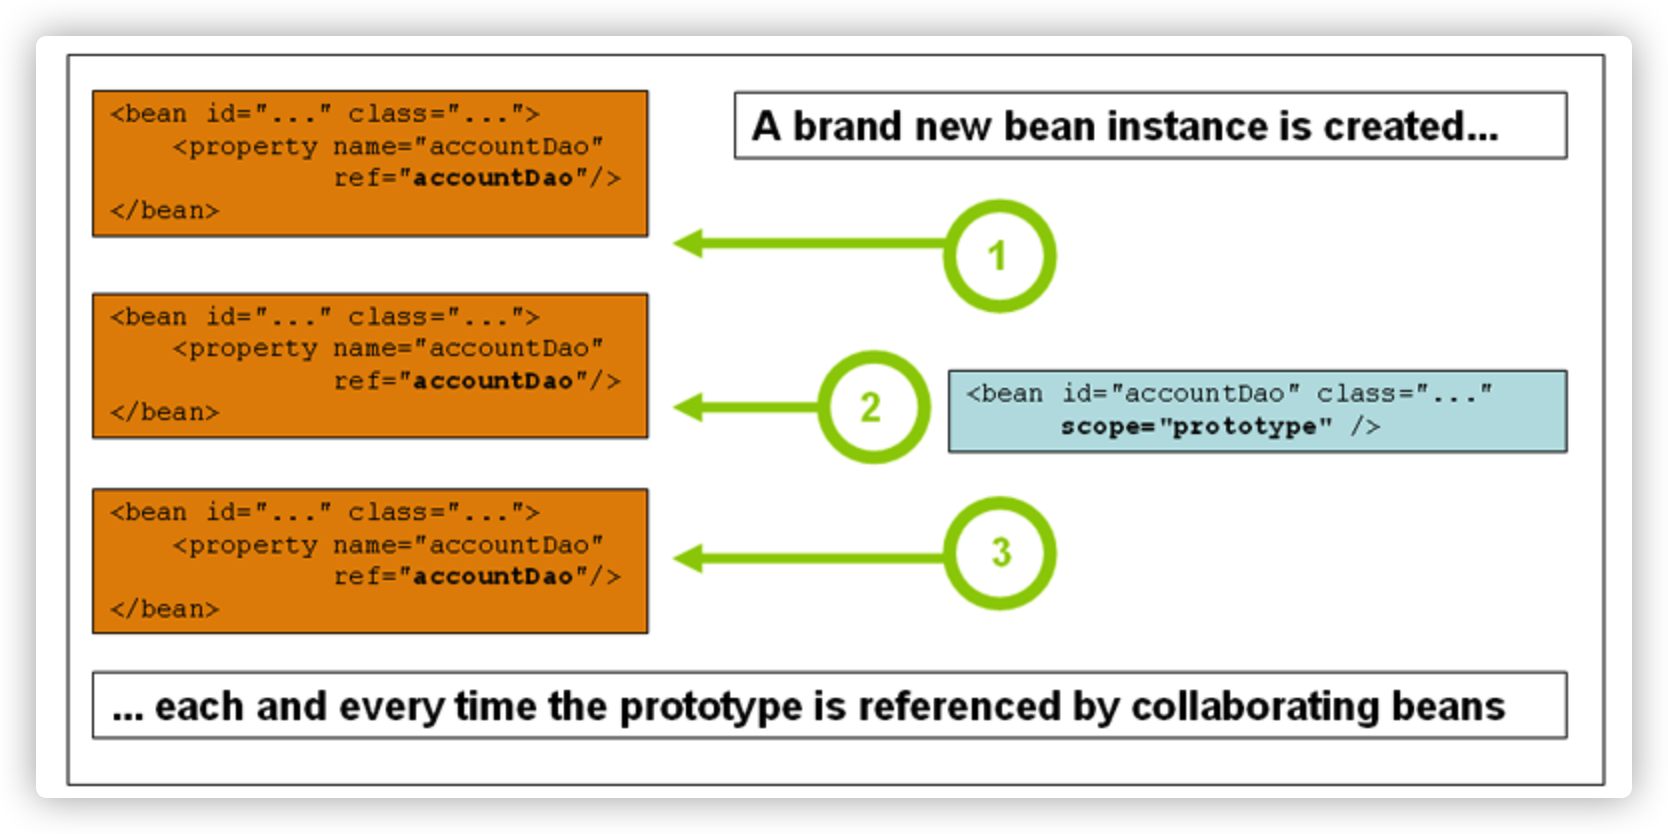 <bean id="..." class="...">
<property name="accountDao"
ref="accountDao"/>
</bean>
A brand new bean instance is created...
1
<bean id="..." class="...">
<property name="accountDao"
ref="accountDao"/>
</bean>
2
<bean id="accountDao" class="..."
scope="prototype" />
<bean id="..." class="...">
<property name="accountDao"
ref="accountDao"/>
</bean>
3
... each and every time the prototype is referenced by collaborating beans